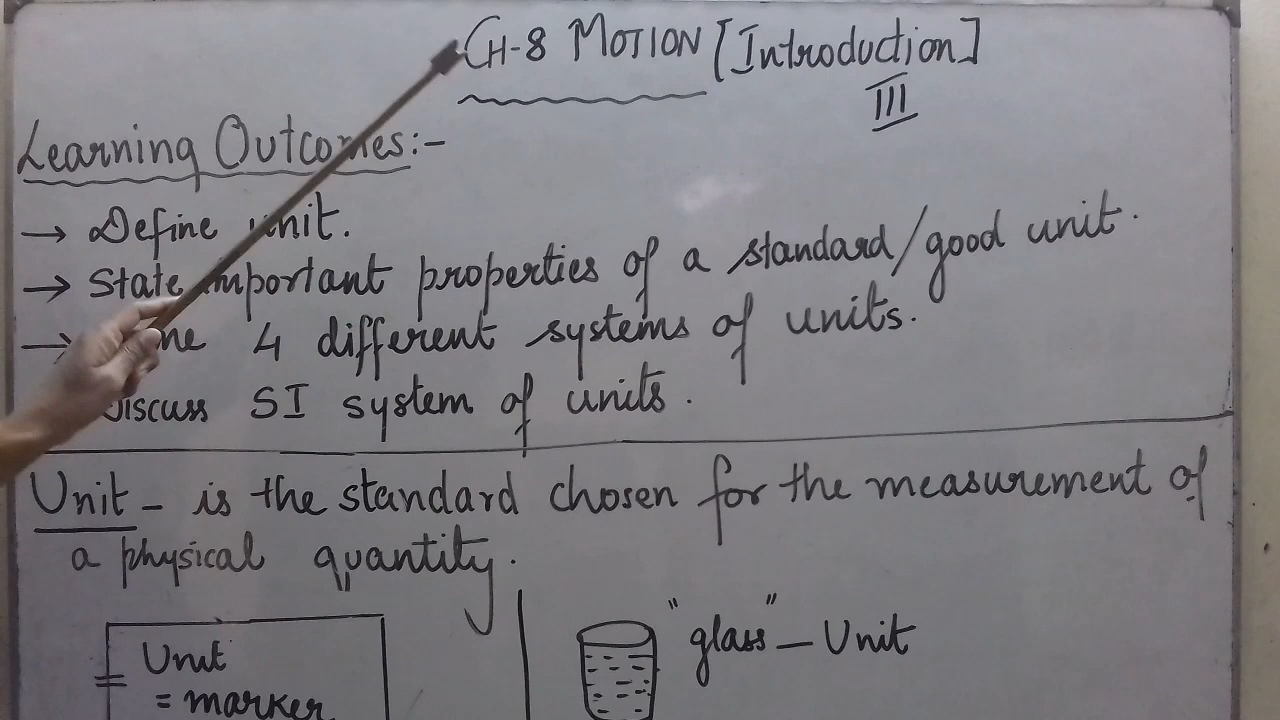 CH-8 MOTION [Introduction]
III
Learning Outcomes:-
→ Define unit.
→ State important properties of a standard/good unit.
→ 4 different systems of units.
Discuss SI system of units.
Unit - is the standard chosen for the measurement of
a physical quantity.
Unit
= marker
"glass" - Unit